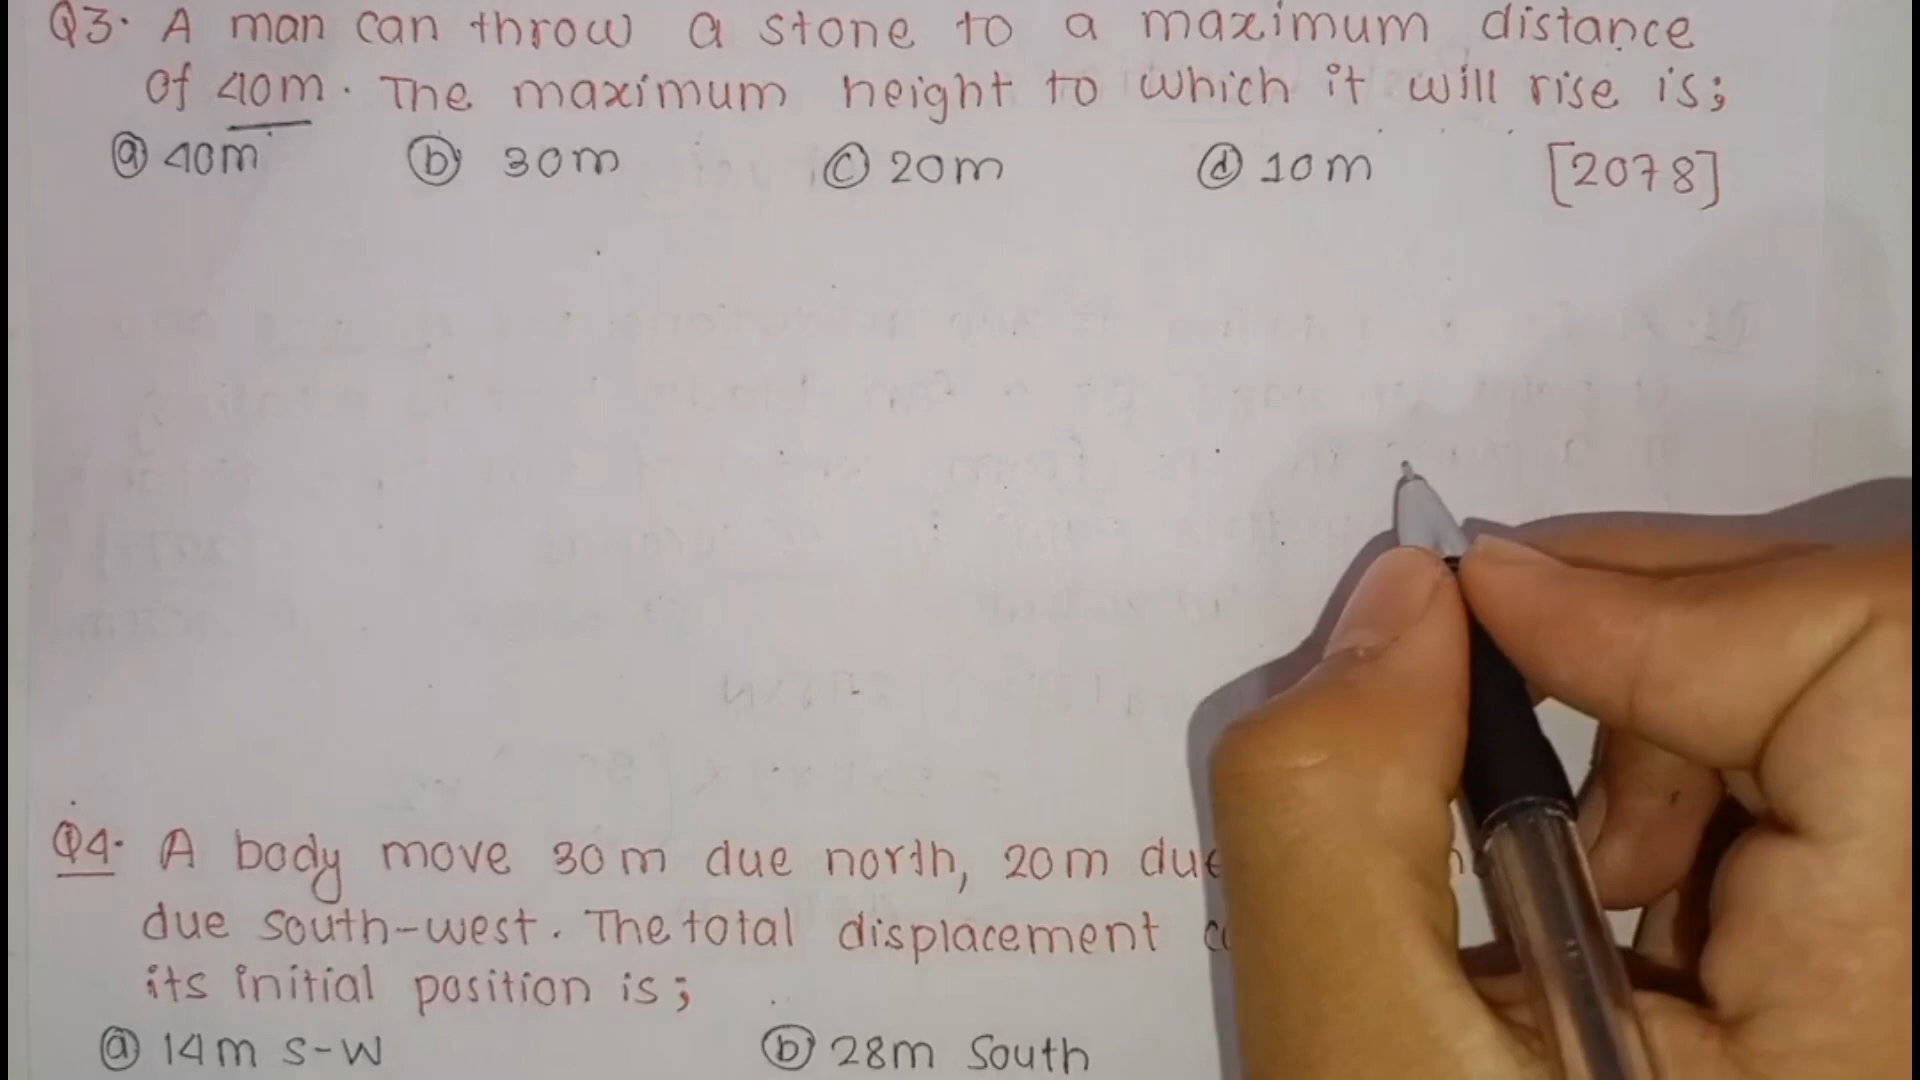 Q3. A man can throw a stone to a maximum distance
of 40m. The maximum height to which it will rise is;
ⓐ 40m ⓑ 30m ⓒ 20m ⓓ 10m [2078]
Q4. A body move 30m due north, 20m due
due south-west. The total displacement
its initial position is;
ⓐ 14m S-W ⓑ 28m South